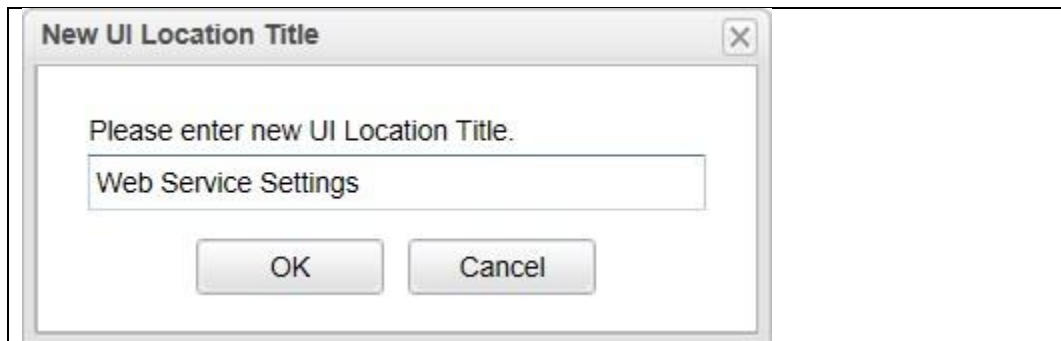 New UI Location Title
Please enter new UI Location Title.
Web Service Settings
OK Cancel